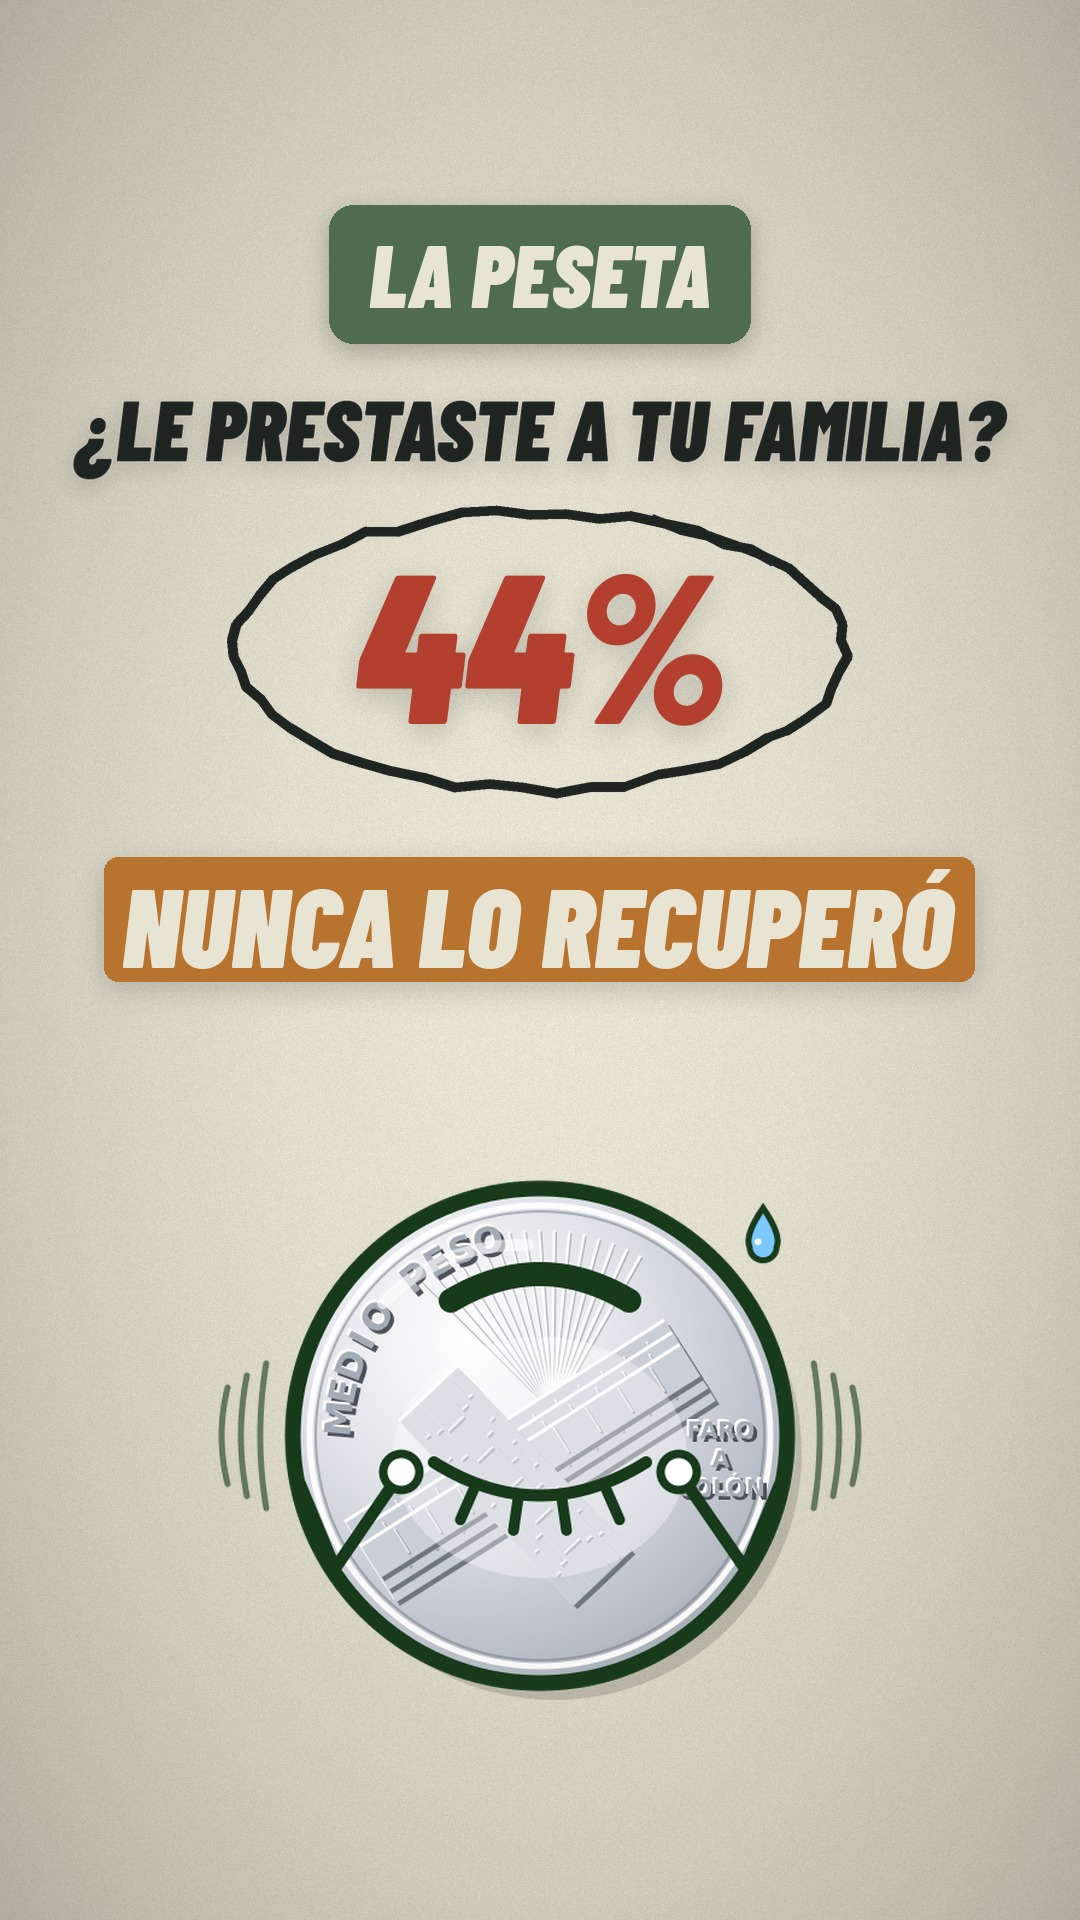 LA PESETA
¿LE PRESTASTE A TU FAMILIA?
44%
NUNCA LO RECUPERÓ
MEDIO PESO
FARO
A
COLÓN